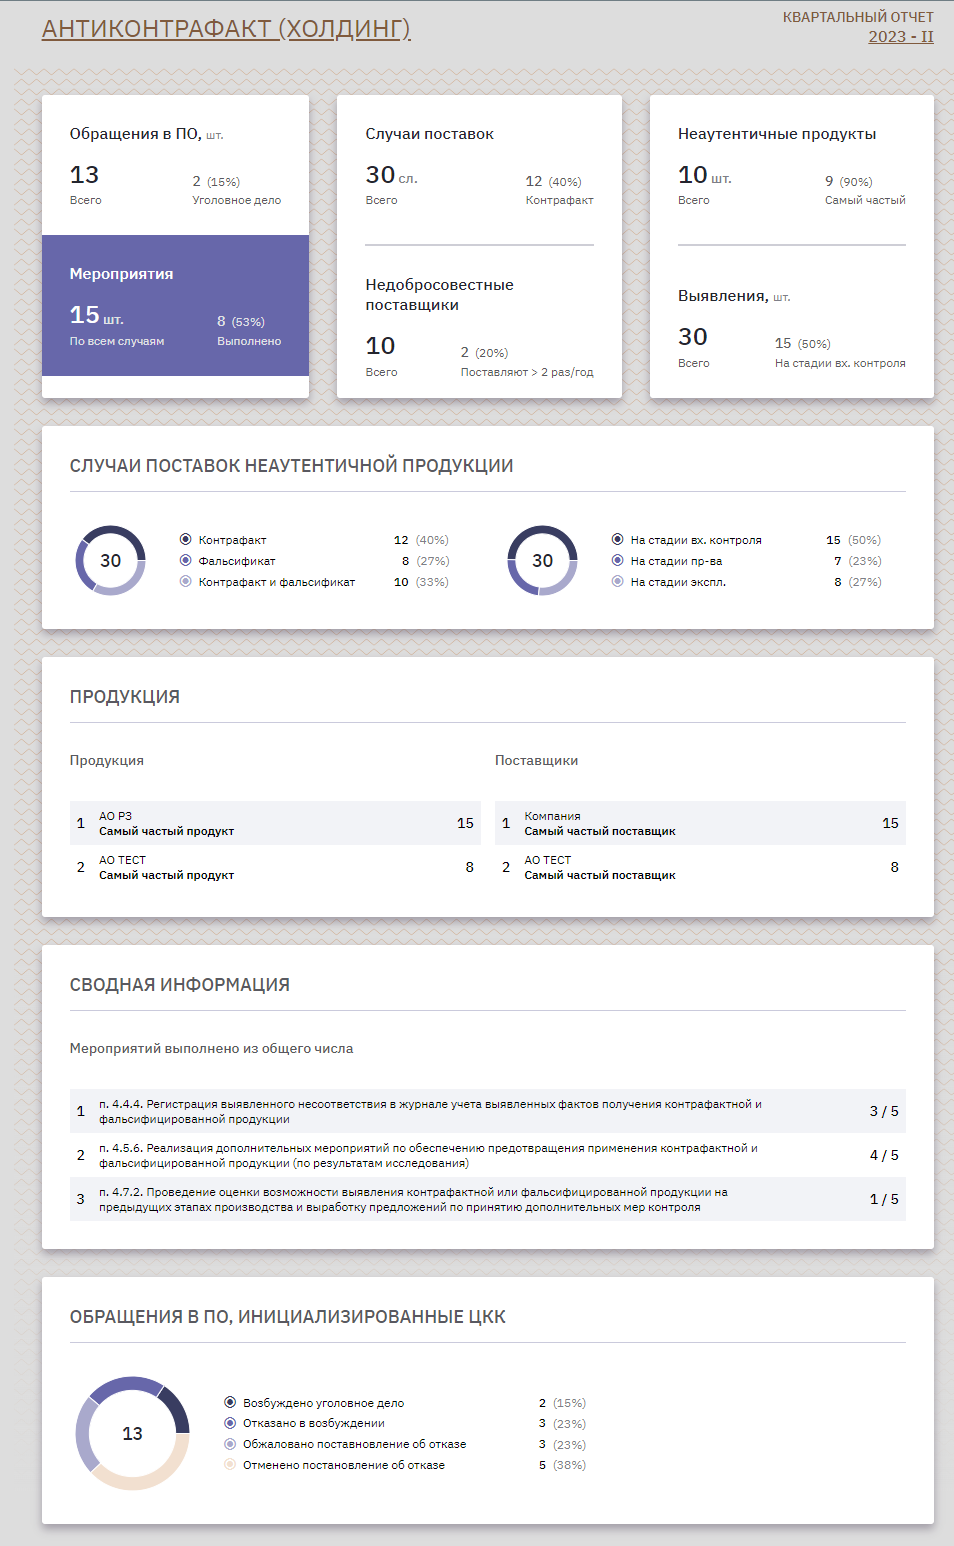 АНТИКОНТРАФАКТ (ХОЛДИНГ)
КВАРТАЛЬНЫЙ ОТЧЕТ
2023 - II
Обращения в ПО, шт.
13
2 (15%)
Всего
Уголовное дело
Мероприятия
15 шт.
8 (53%)
По всем случаям
Выполнено
Случаи поставок
30 сл.
12 (40%)
Всего
Контрафакт
Недобросовестные
поставщики
10
2 (20%)
Всего
Поставляют > 2 раз/год
Неаутентичные продукты
10 шт.
9 (90%)
Всего
Самый частый
Выявления, шт.
30
15 (50%)
Всего
На стадии вх. контроля
СЛУЧАИ ПОСТАВОК НЕАУТЕНТИЧНОЙ ПРОДУКЦИИ
30
Контрафакт 12 (40%)
Фальсификат 8 (27%)
Контрафакт и фальсификат 10 (33%)
30
На стадии вх. контроля 15 (50%)
На стадии пр-ва 7 (23%)
На стадии экспл. 8 (27%)
ПРОДУКЦИЯ
Продукция
1 АО РЗ 15
Самый частый продукт
2 АО ТЕСТ 8
Самый частый продукт
Поставщики
1 Компания 15
Самый частый поставщик
2 АО ТЕСТ 8
Самый частый поставщик
СВОДНАЯ ИНФОРМАЦИЯ
Мероприятий выполнено из общего числа
1 п. 4.4.4. Регистрация выявленного несоответствия в журнале учета выявленных фактов получения контрафактной и 3 / 5
фальсифицированной продукции
2 п. 4.5.6. Реализация дополнительных мероприятий по обеспечению предотвращения применения контрафактной и 4 / 5
фальсифицированной продукции (по результатам исследования)
3 п. 4.7.2. Проведение оценки возможности выявления контрафактной или фальсифицированной продукции на 1 / 5
предыдущих этапах производства и выработку предложений по принятию дополнительных мер контроля
ОБРАЩЕНИЯ В ПО, ИНИЦИАЛИЗИРОВАННЫЕ ЦКК
13
Возбуждено уголовное дело 2 (15%)
Отказано в возбуждении 3 (23%)
Обжаловано поставновление об отказе 3 (23%)
Отменено постановление об отказе 5 (38%)